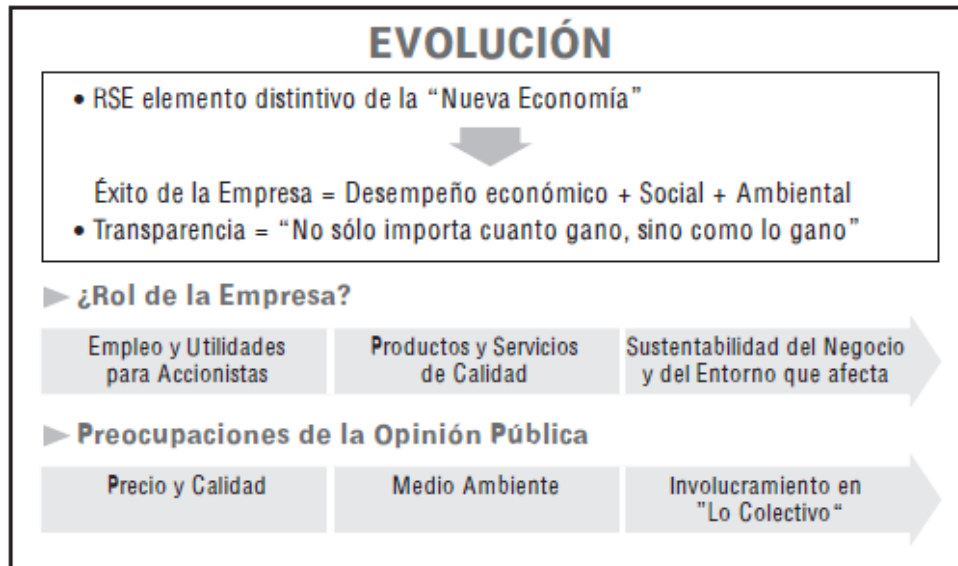 EVOLUCIÓN
• RSE elemento distintivo de la “Nueva Economía”
Éxito de la Empresa = Desempeño económico + Social + Ambiental
• Transparencia = “No sólo importa cuanto gano, sino como lo gano”
¿Rol de la Empresa?
Empleo y Utilidades
para Accionistas
Productos y Servicios
de Calidad
Sustentabilidad del Negocio
y del Entorno que afecta
Preocupaciones de la Opinión Pública
Precio y Calidad
Medio Ambiente
Involucramiento en
”Lo Colectivo“